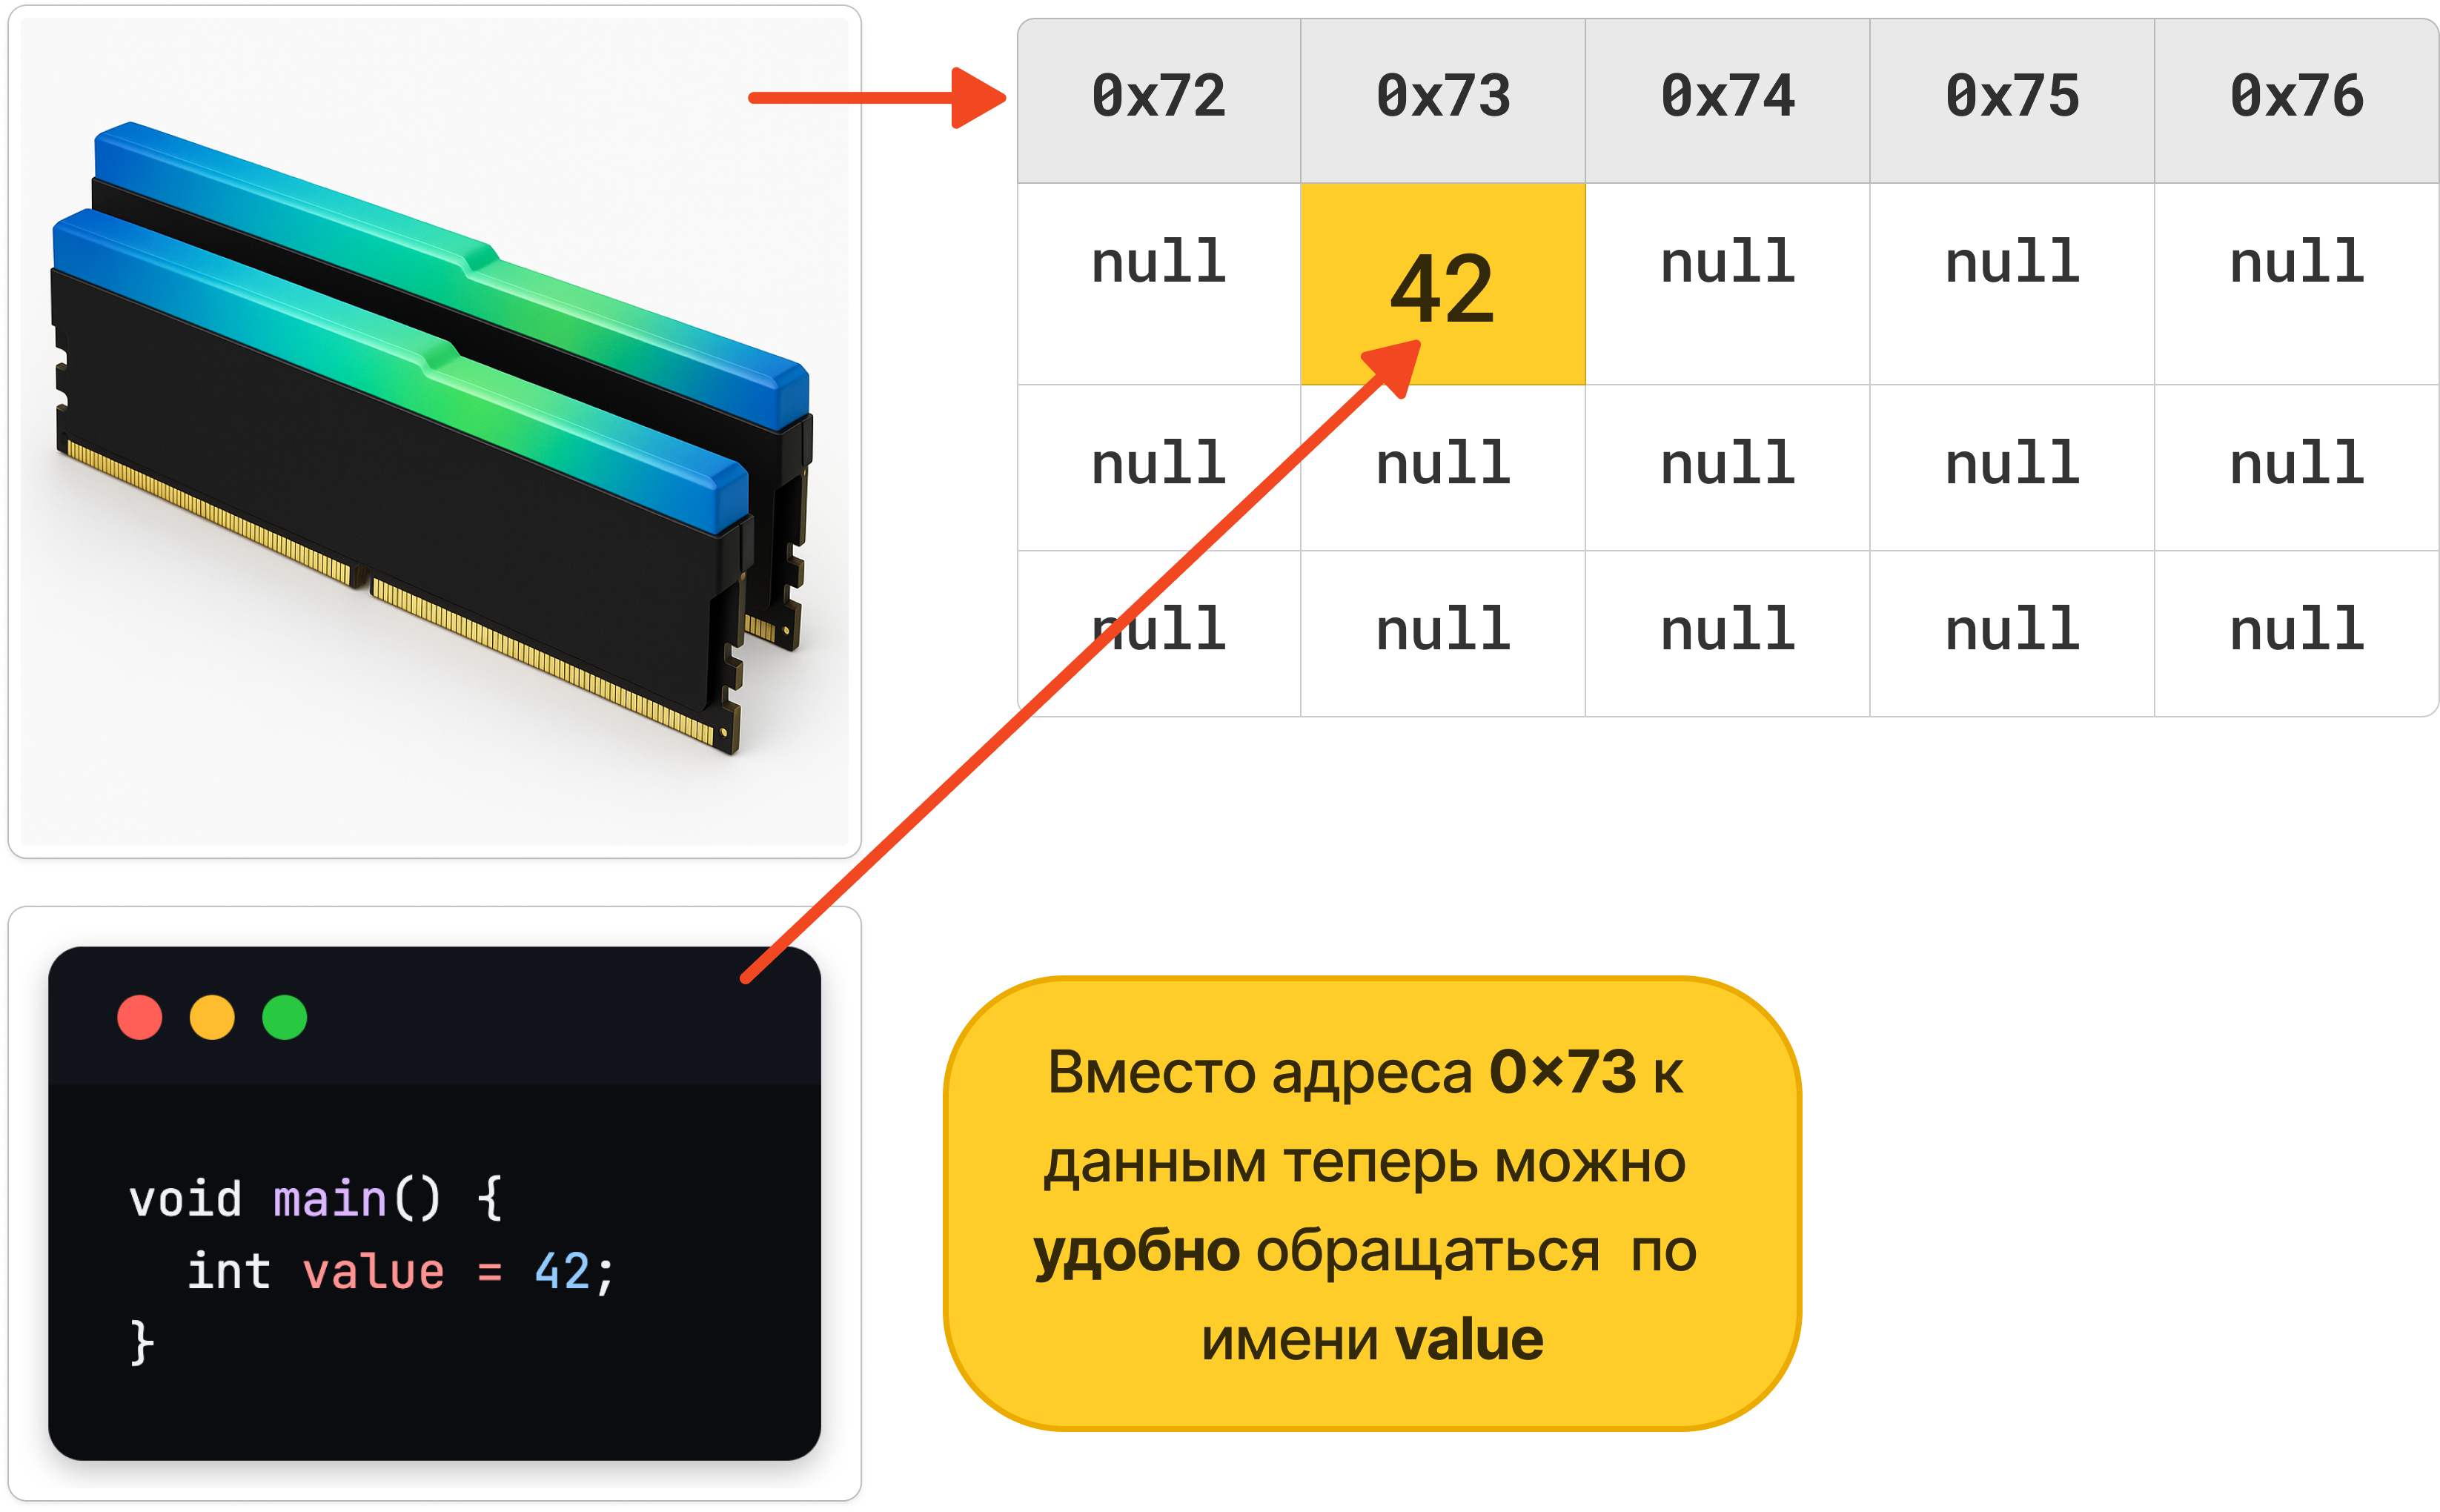 0x72 0x73 0x74 0x75 0x76
null 42 null null null
null null null null null
null null null null null
void main() {
  int value = 42;
}
Вместо адреса 0×73 к
данным теперь можно
удобно обращаться по
имени value